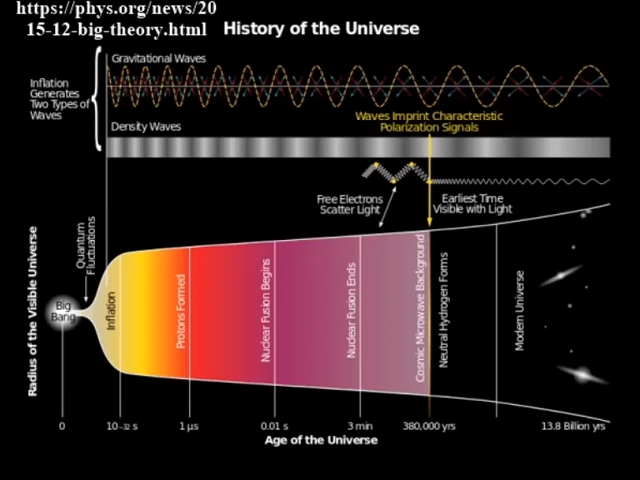 https://phys.org/news/20
15-12-big-theory.html
History of the Universe
Gravitational Waves
Inflation
Generates
Two Types of
Waves
Waves Imprint Characteristic
Polarization Signals
Density Waves
Free Electrons
Scatter Light
Earliest Time
Visible with Light
Radius of the Visible Universe
Quantum
Fluctuations
Big
Bang
Inflation
Protons Formed
Nuclear Fusion Begins
Nuclear Fusion Ends
Cosmic Microwave Background
Neutral Hydrogen Forms
Modern Universe
0
10-32 s
1 µs
0.01 s
3 min
380,000 yrs
13.8 Billion yrs
Age of the Universe